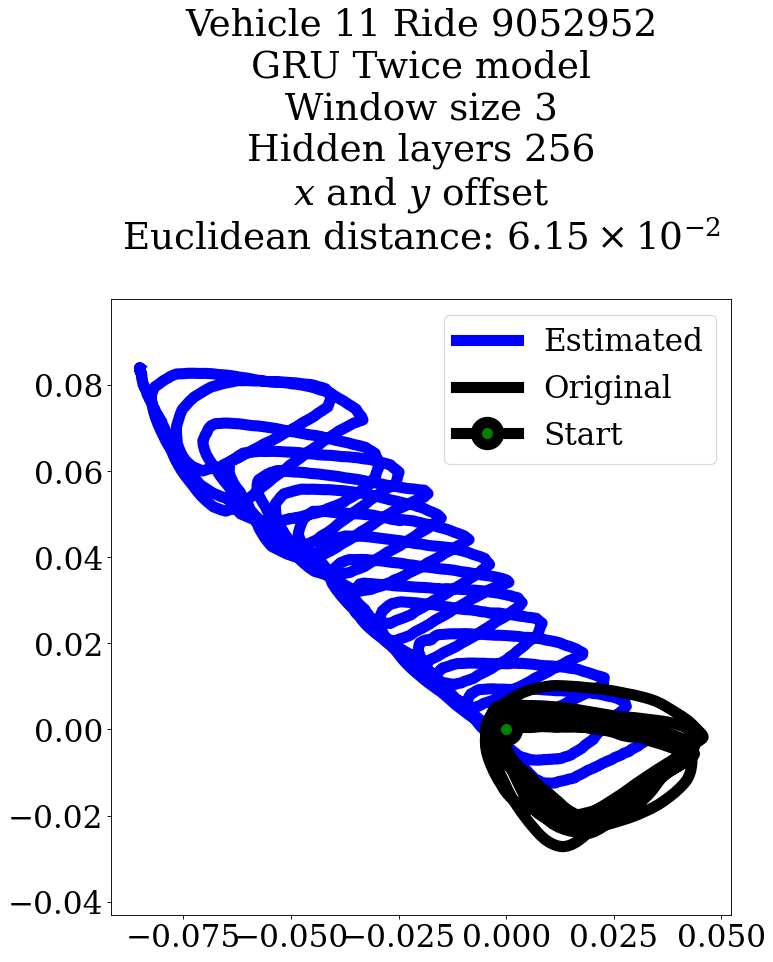 Vehicle 11 Ride 9052952
GRU Twice model
Window size 3
Hidden layers 256
x and y offset
Euclidean distance: 6.15 × 10⁻²
Estimated
Original
Start
0.08
0.06
0.04
0.02
0.00
−0.02
−0.04
−0.075 −0.050 −0.025 0.000 0.025 0.050